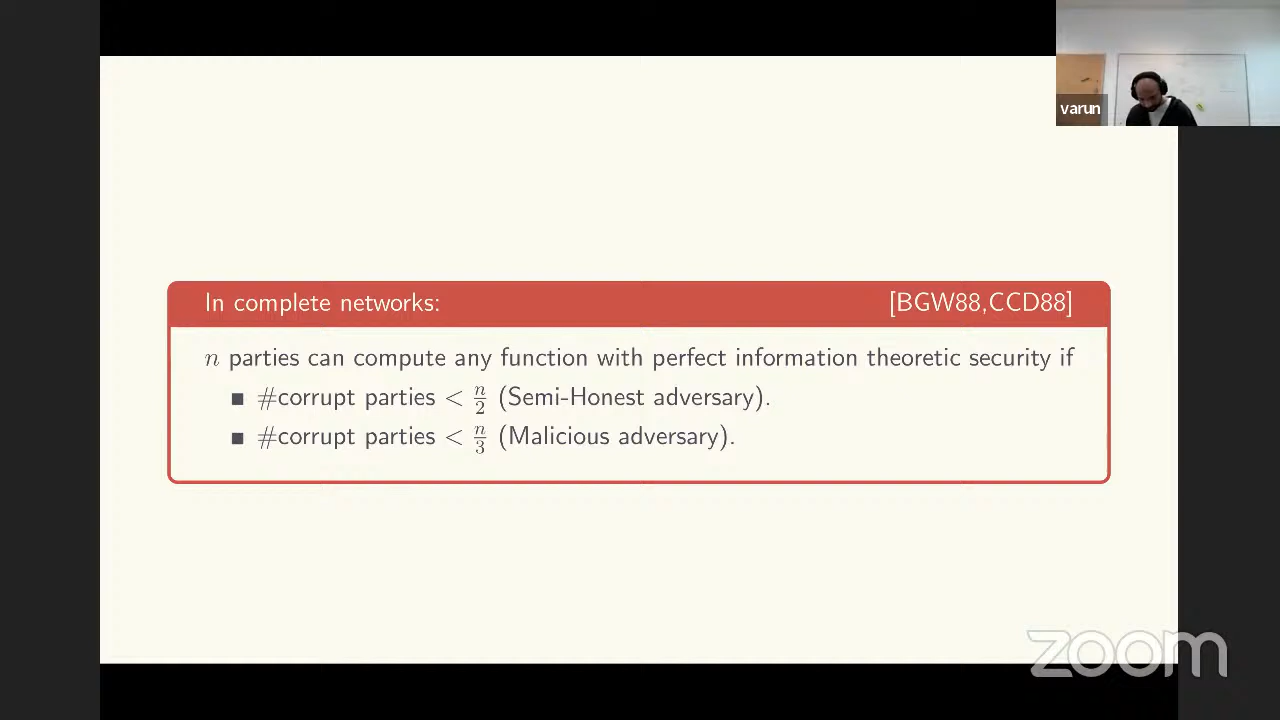 varun
In complete networks: [BGW88,CCD88]
n parties can compute any function with perfect information theoretic security if
■ #corrupt parties < n/2 (Semi-Honest adversary).
■ #corrupt parties < n/3 (Malicious adversary).
zoom